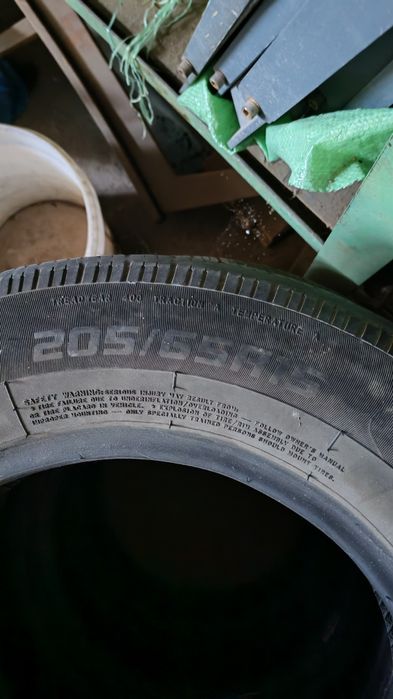 TREADWEAR 400 TRACTION A TEMPERATURE A
205/65R15
SAFETY WARNING: SERIOUS INJURY MAY RESULT FROM:
• TIRE FAILURE DUE TO UNDERINFLATION/OVERLOADING — FOLLOW OWNER'S MANUAL
OR TIRE PLACARD IN VEHICLE. • EXPLOSION OF TIRE/RIM ASSEMBLY DUE TO
IMPROPER MOUNTING — ONLY SPECIALLY TRAINED PERSONS SHOULD MOUNT TIRES.